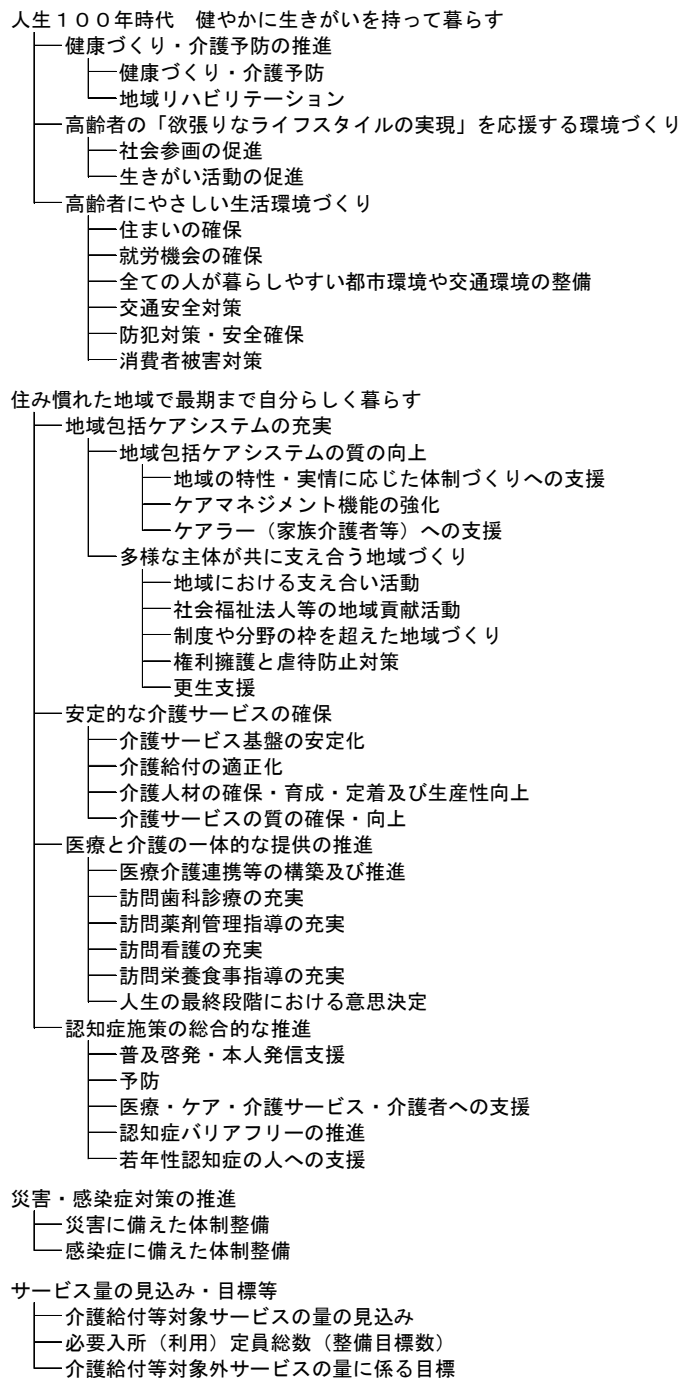 人生１００年時代　健やかに生きがいを持って暮らす
健康づくり・介護予防の推進
健康づくり・介護予防
地域リハビリテーション
高齢者の「欲張りなライフスタイルの実現」を応援する環境づくり
社会参画の促進
生きがい活動の促進
高齢者にやさしい生活環境づくり
住まいの確保
就労機会の確保
全ての人が暮らしやすい都市環境や交通環境の整備
交通安全対策
防犯対策・安全確保
消費者被害対策
住み慣れた地域で最期まで自分らしく暮らす
地域包括ケアシステムの充実
地域包括ケアシステムの質の向上
地域の特性・実情に応じた体制づくりへの支援
ケアマネジメント機能の強化
ケアラー（家族介護者等）への支援
多様な主体が共に支え合う地域づくり
地域における支え合い活動
社会福祉法人等の地域貢献活動
制度や分野の枠を超えた地域づくり
権利擁護と虐待防止対策
更生支援
安定的な介護サービスの確保
介護サービス基盤の安定化
介護給付の適正化
介護人材の確保・育成・定着及び生産性向上
介護サービスの質の確保・向上
医療と介護の一体的な提供の推進
医療介護連携等の構築及び推進
訪問歯科診療の充実
訪問薬剤管理指導の充実
訪問看護の充実
訪問栄養食事指導の充実
人生の最終段階における意思決定
認知症施策の総合的な推進
普及啓発・本人発信支援
予防
医療・ケア・介護サービス・介護者への支援
認知症バリアフリーの推進
若年性認知症の人への支援
災害・感染症対策の推進
災害に備えた体制整備
感染症に備えた体制整備
サービス量の見込み・目標等
介護給付等対象サービスの量の見込み
必要入所（利用）定員総数（整備目標数）
介護給付等対象外サービスの量に係る目標